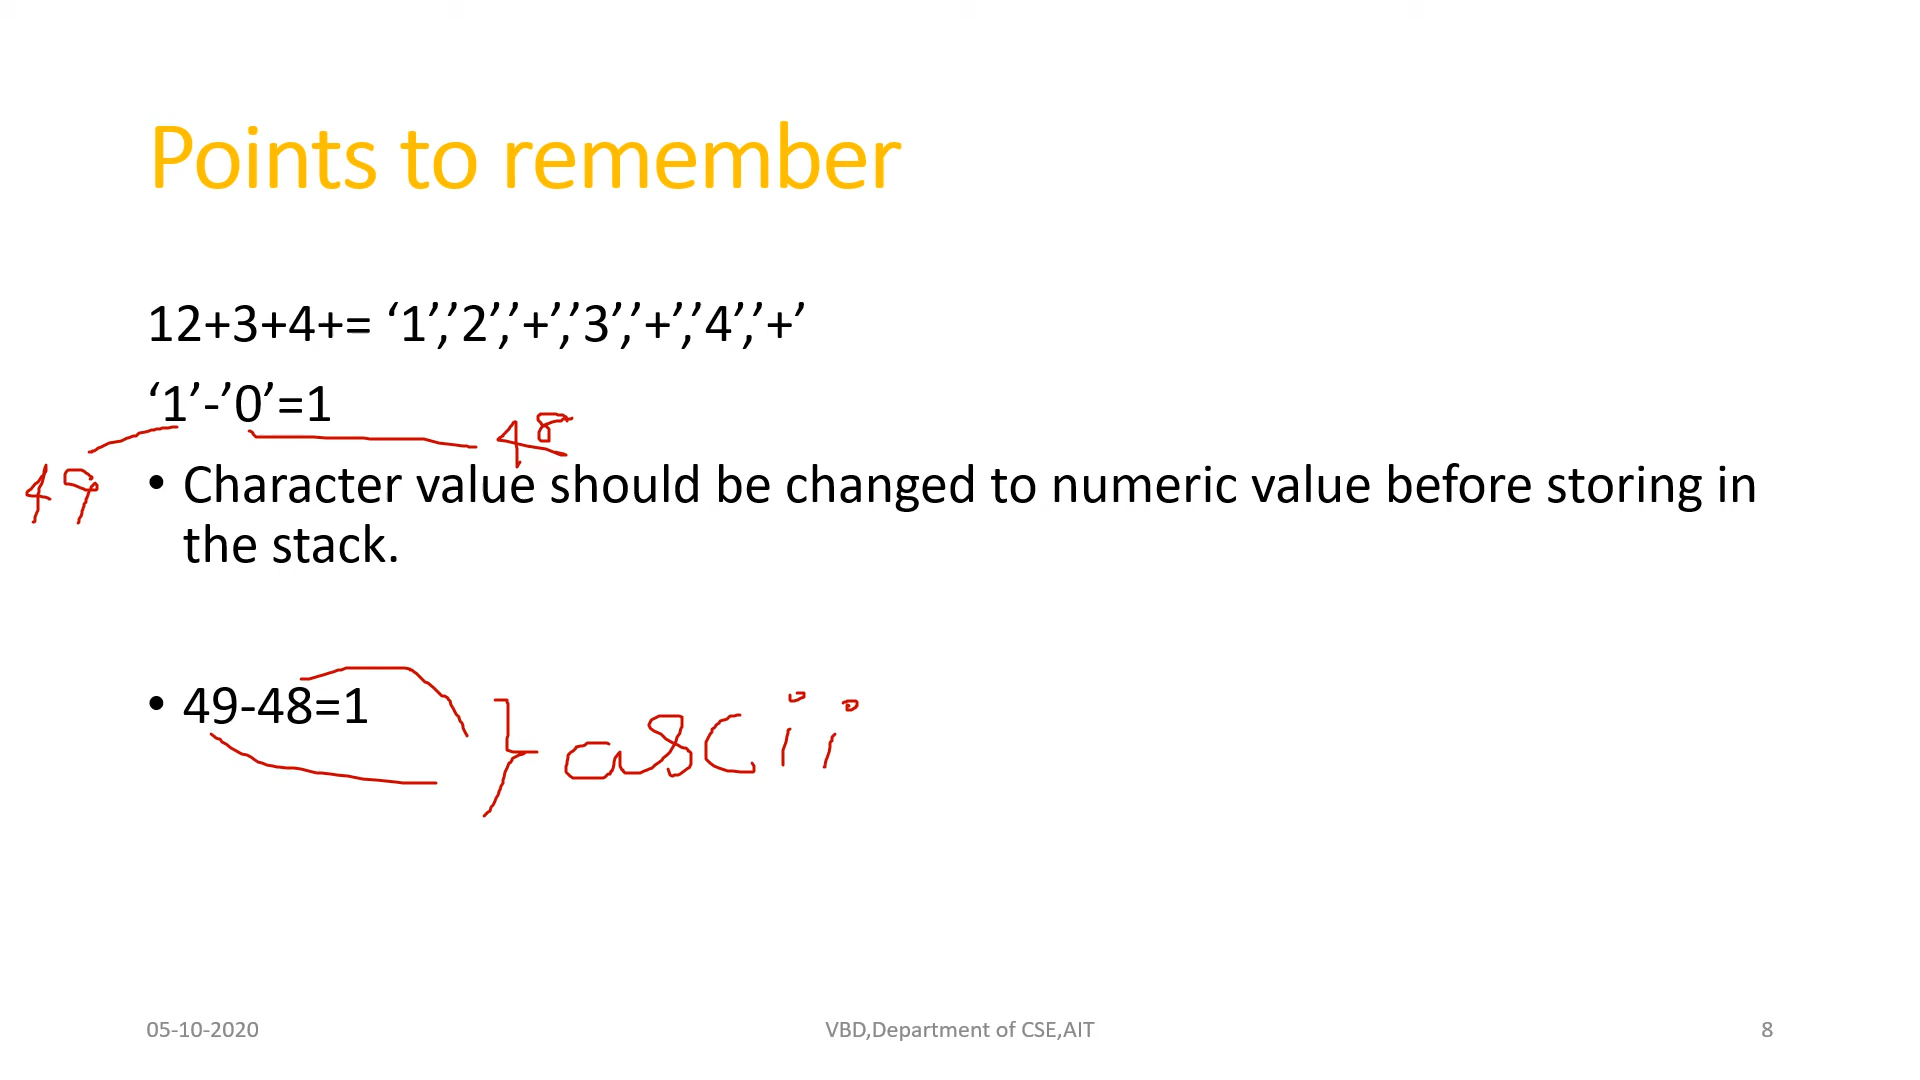 Points to remember
12+3+4+= ‘1’,’2’,’+’,’3’,’+’,’4’,’+’
‘1’-’0’=1
48
49
• Character value should be changed to numeric value before storing in
the stack.
• 49-48=1
ascii
05-10-2020
VBD,Department of CSE,AIT
8